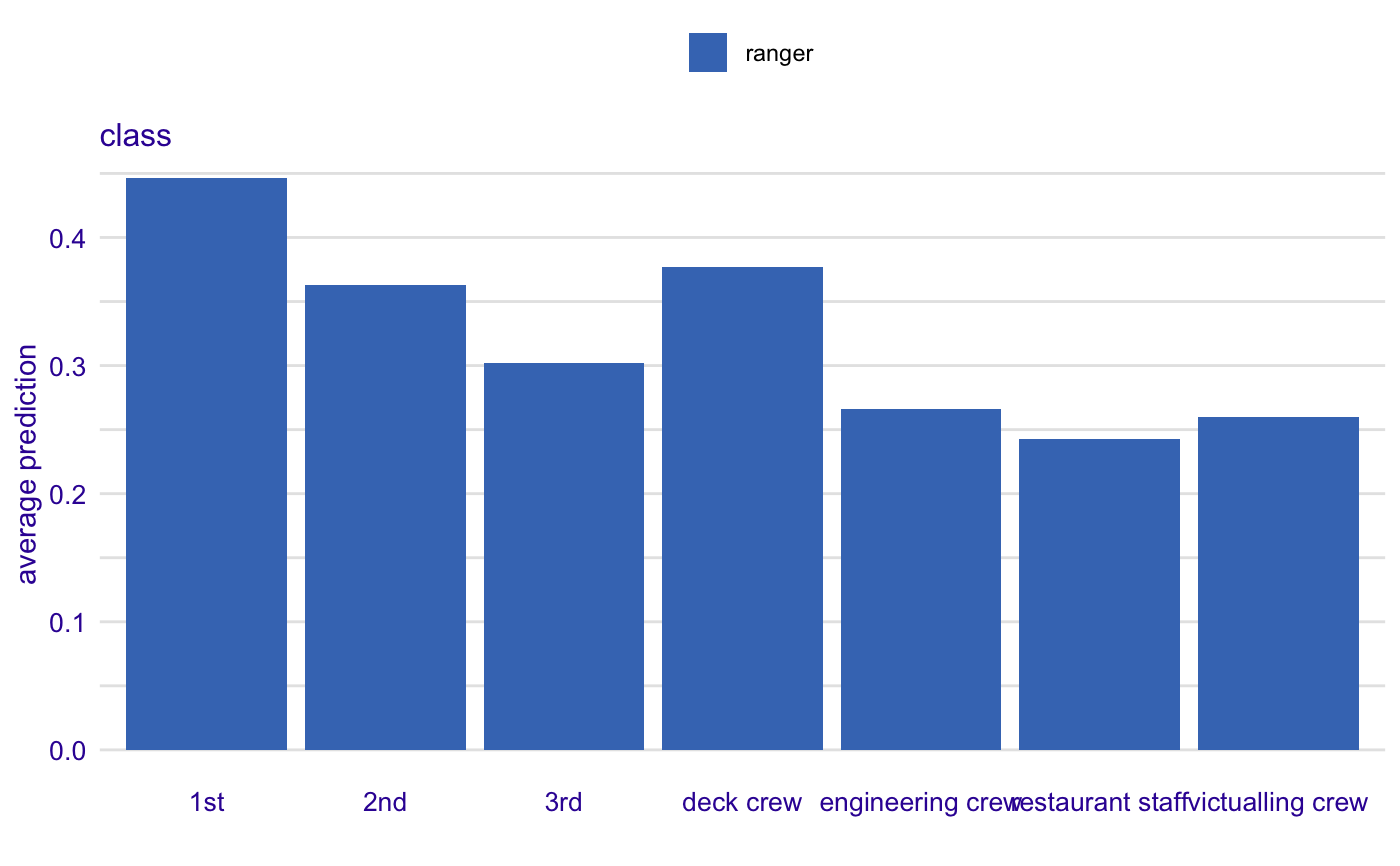 ranger
class
average prediction
0.4
0.3
0.2
0.1
0.0
1st 2nd 3rd deck crew engineering crew restaurant staff victualling crew